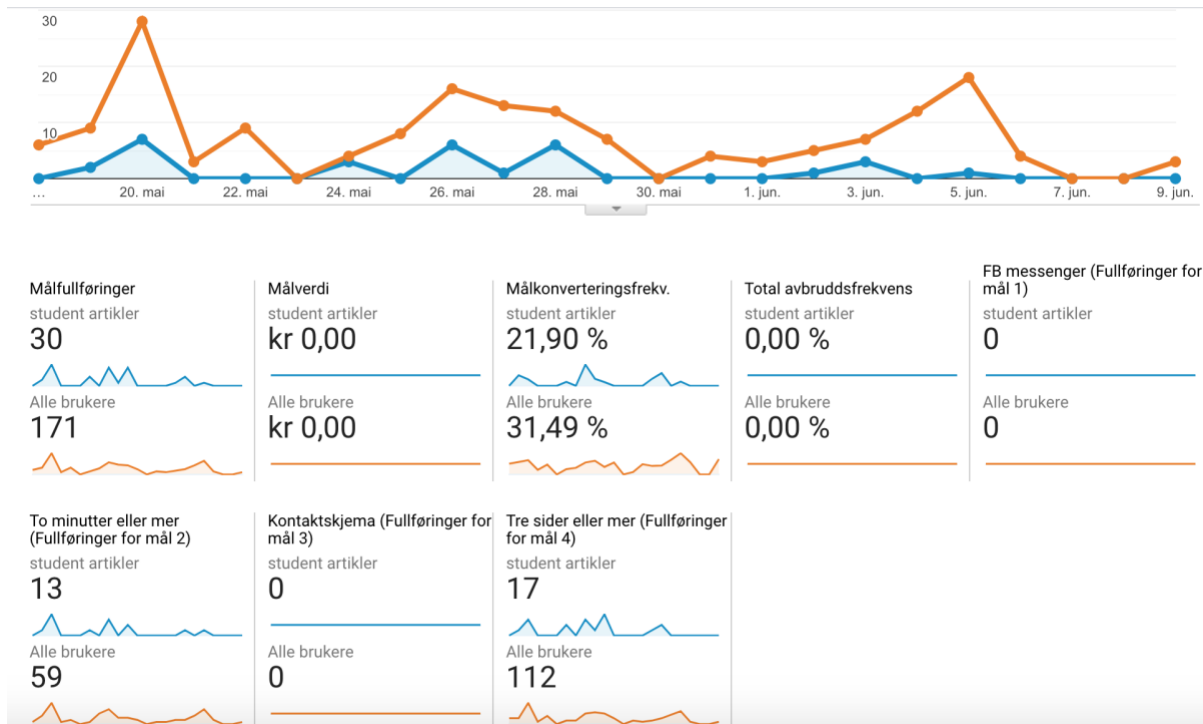 30
20
10
...
20. mai
22. mai
24. mai
26. mai
28. mai
30. mai
1. jun.
3. jun.
5. jun.
7. jun.
9. jun.
Målfullføringer
student artikler
30
Alle brukere
171
Målverdi
student artikler
kr 0,00
Alle brukere
kr 0,00
Målkonverteringsfrekv.
student artikler
21,90 %
Alle brukere
31,49 %
Total avbruddsfrekvens
student artikler
0,00 %
Alle brukere
0,00 %
FB messenger (Fullføringer for
mål 1)
student artikler
0
Alle brukere
0
To minutter eller mer
(Fullføringer for mål 2)
student artikler
13
Alle brukere
59
Kontaktskjema (Fullføringer for
mål 3)
student artikler
0
Alle brukere
0
Tre sider eller mer (Fullføringer
for mål 4)
student artikler
17
Alle brukere
112